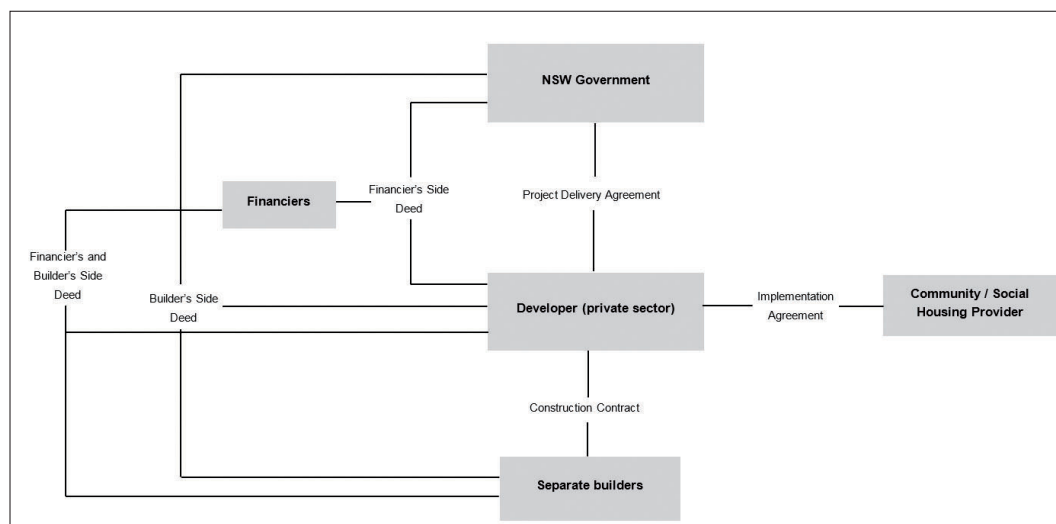 NSW Government
Financier's Side
Deed
Project Delivery Agreement
Financiers
Financier's and
Builder's Side
Deed
Builder's Side
Deed
Developer (private sector)
Implementation
Agreement
Community / Social
Housing Provider
Construction Contract
Separate builders